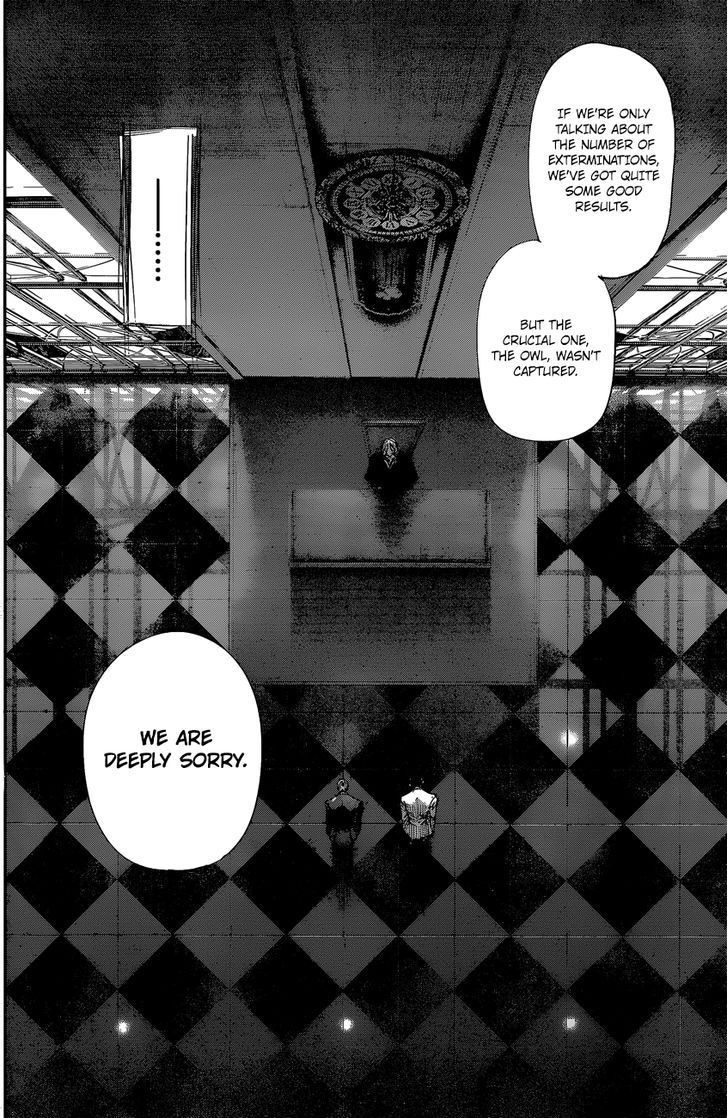 IF WE'RE ONLY
TALKING ABOUT
THE NUMBER OF
EXTERMINATIONS,
WE'VE GOT QUITE
SOME GOOD
RESULTS.
BUT THE
CRUCIAL ONE,
THE OWL, WASN'T
CAPTURED.
—......
WE ARE
DEEPLY SORRY.